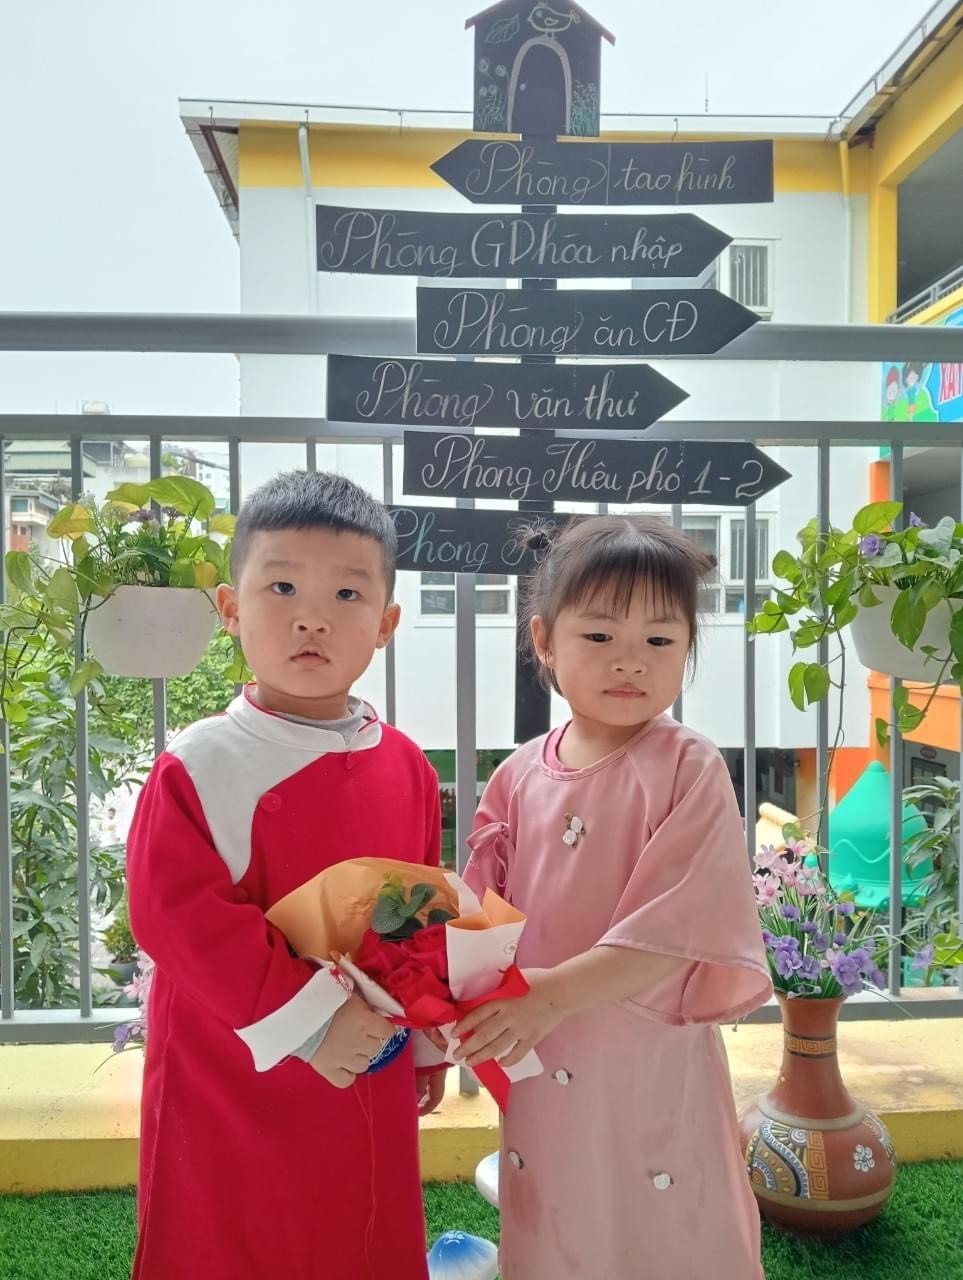 Phòng tạo hình
Phòng GD hòa nhập
Phòng ăn CĐ
Phòng văn thư
Phòng Hiệu phó 1-2
Phòng